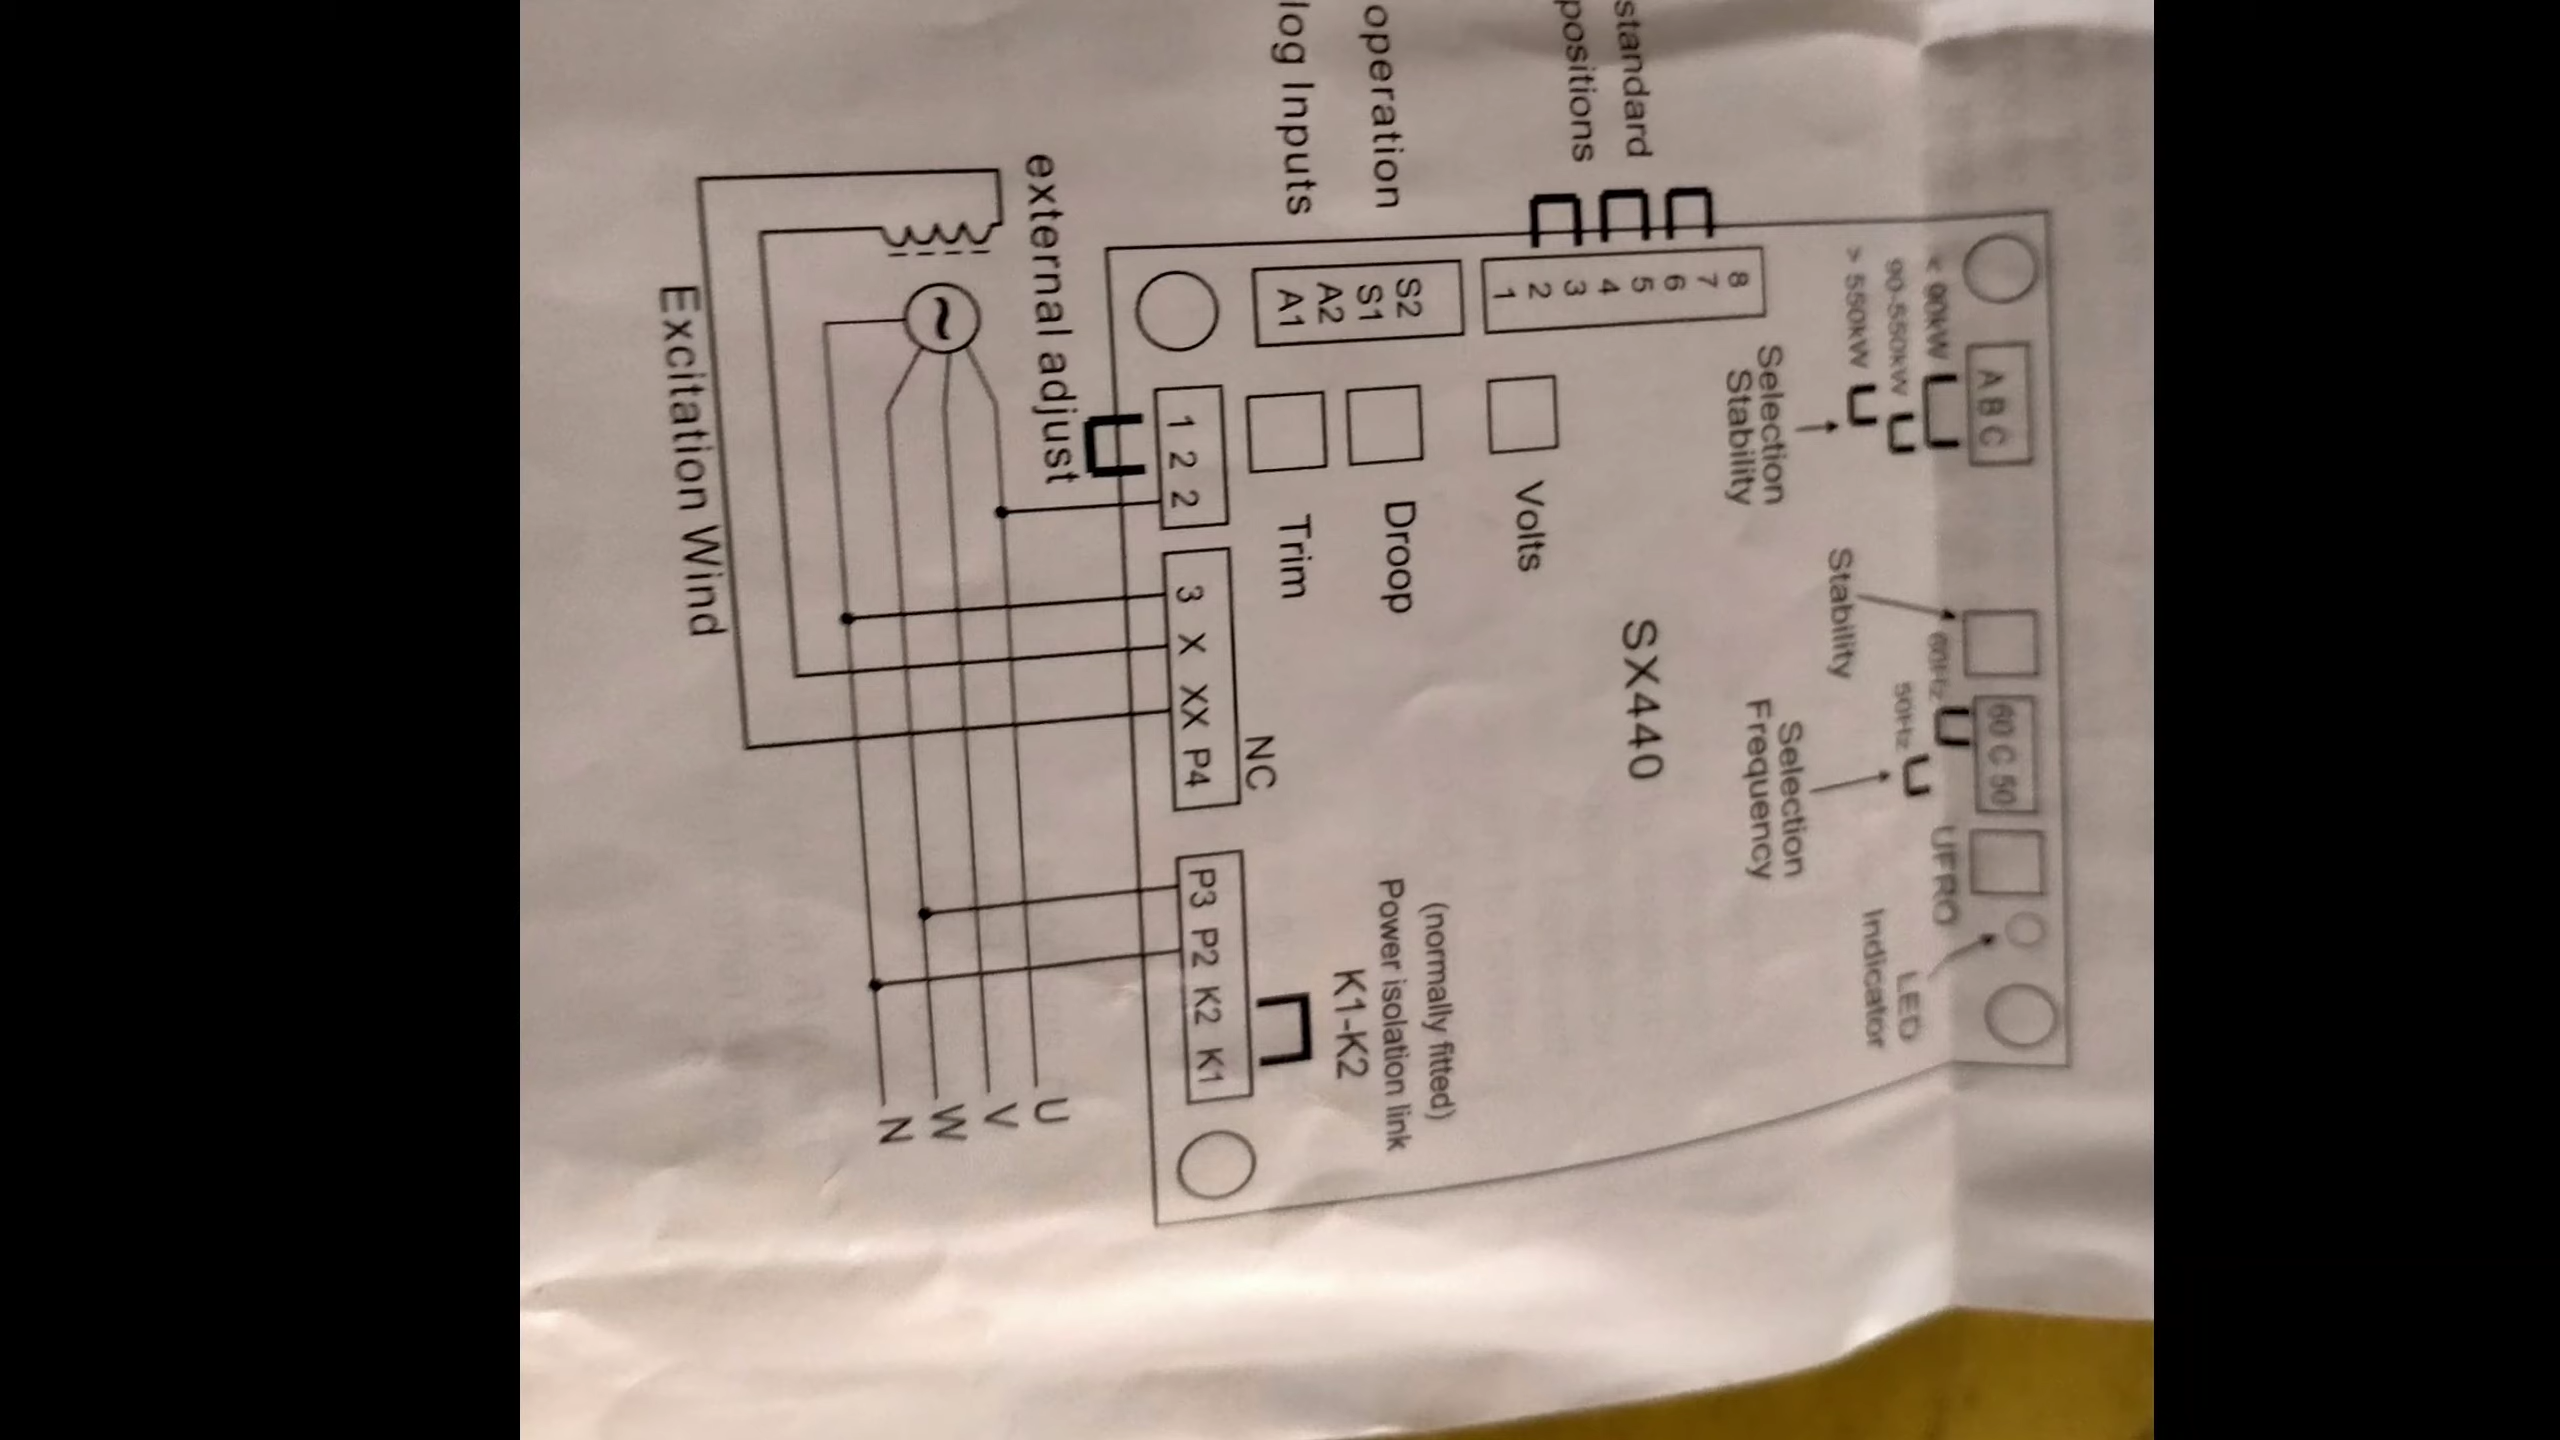 ABC
60 C 50
< 90kW
90-550kW
> 550kW
60Hz
50Hz
UFRO
LED
Indicator
Stability
Selection
Stability
Selection
Frequency
8
7
6
5
4
3
2
1
standard
positions
SX440
Volts
S2
S1
A2
A1
operation
log Inputs
Droop
Trim
(normally fitted)
Power isolation link
K1-K2
NC
1 2 2
3 X XX P4
P3 P2 K2 K1
external adjust
U
V
W
N
Excitation Wind